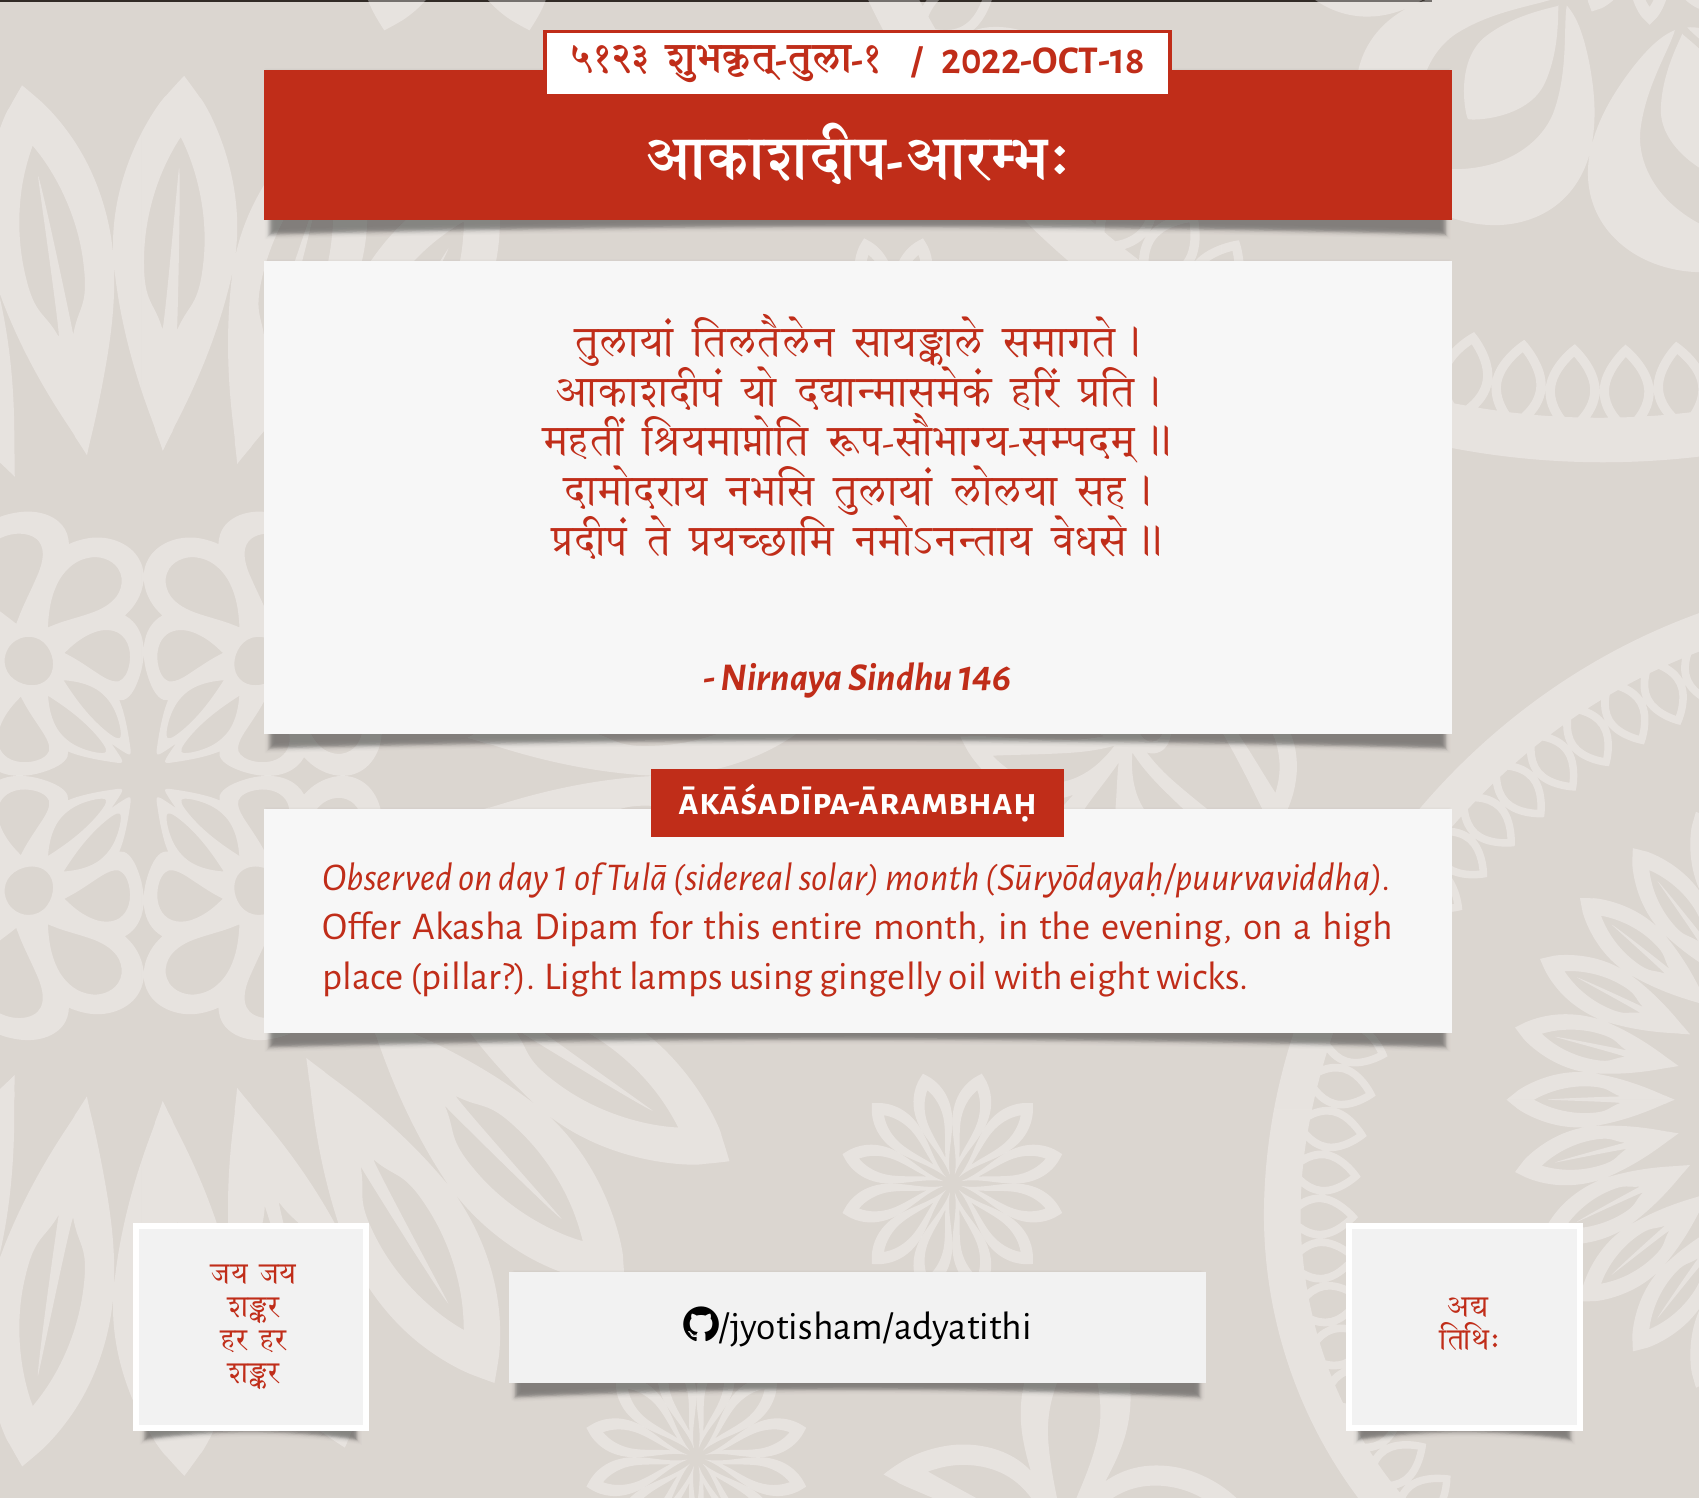 ५१२३ शुभकृत्-तुला-१ / 2022-OCT-18
आकाशदीप-आरम्भः
तुलायां तिलतैलेन सायङ्काले समागते ।
आकाशदीपं यो दद्यान्मासमेकं हरिं प्रति ।
महतीं श्रियमाप्नोति रूप-सौभाग्य-सम्पदम् ॥
दामोदराय नभसि तुलायां लोलया सह ।
प्रदीपं ते प्रयच्छामि नमोऽनन्ताय वेधसे ॥
- Nirnaya Sindhu 146
ĀKĀŚADĪPA-ĀRAMBHAḤ
Observed on day 1 of Tulā (sidereal solar) month (Sūryōdayaḥ/puurvaviddha).
Offer Akasha Dipam for this entire month, in the evening, on a high
place (pillar?). Light lamps using gingelly oil with eight wicks.
जय जय
शङ्कर
हर हर
शङ्कर
/jyotisham/adyatithi
अद्य
तिथिः